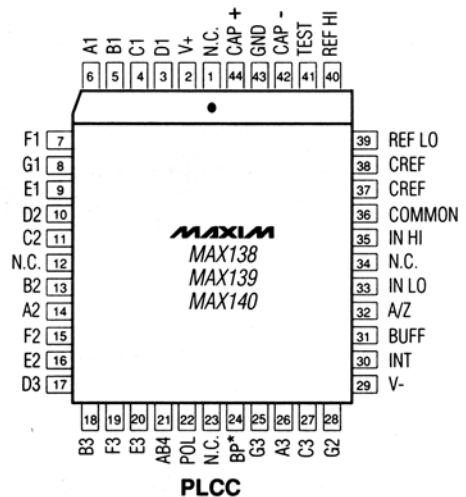 A1 B1 C1 D1 V+ N.C. CAP + GND CAP - TEST REF HI
6 5 4 3 2 1 44 43 42 41 40
F1 7
G1 8
E1 9
D2 10
C2 11
N.C. 12
B2 13
A2 14
F2 15
E2 16
D3 17
MAXIM
MAX138
MAX139
MAX140
39 REF LO
38 CREF
37 CREF
36 COMMON
35 IN HI
34 N.C.
33 IN LO
32 A/Z
31 BUFF
30 INT
29 V-
18 19 20 21 22 23 24 25 26 27 28
B3 F3 E3 AB4 POL N.C. BP* G3 A3 C3 G2
PLCC